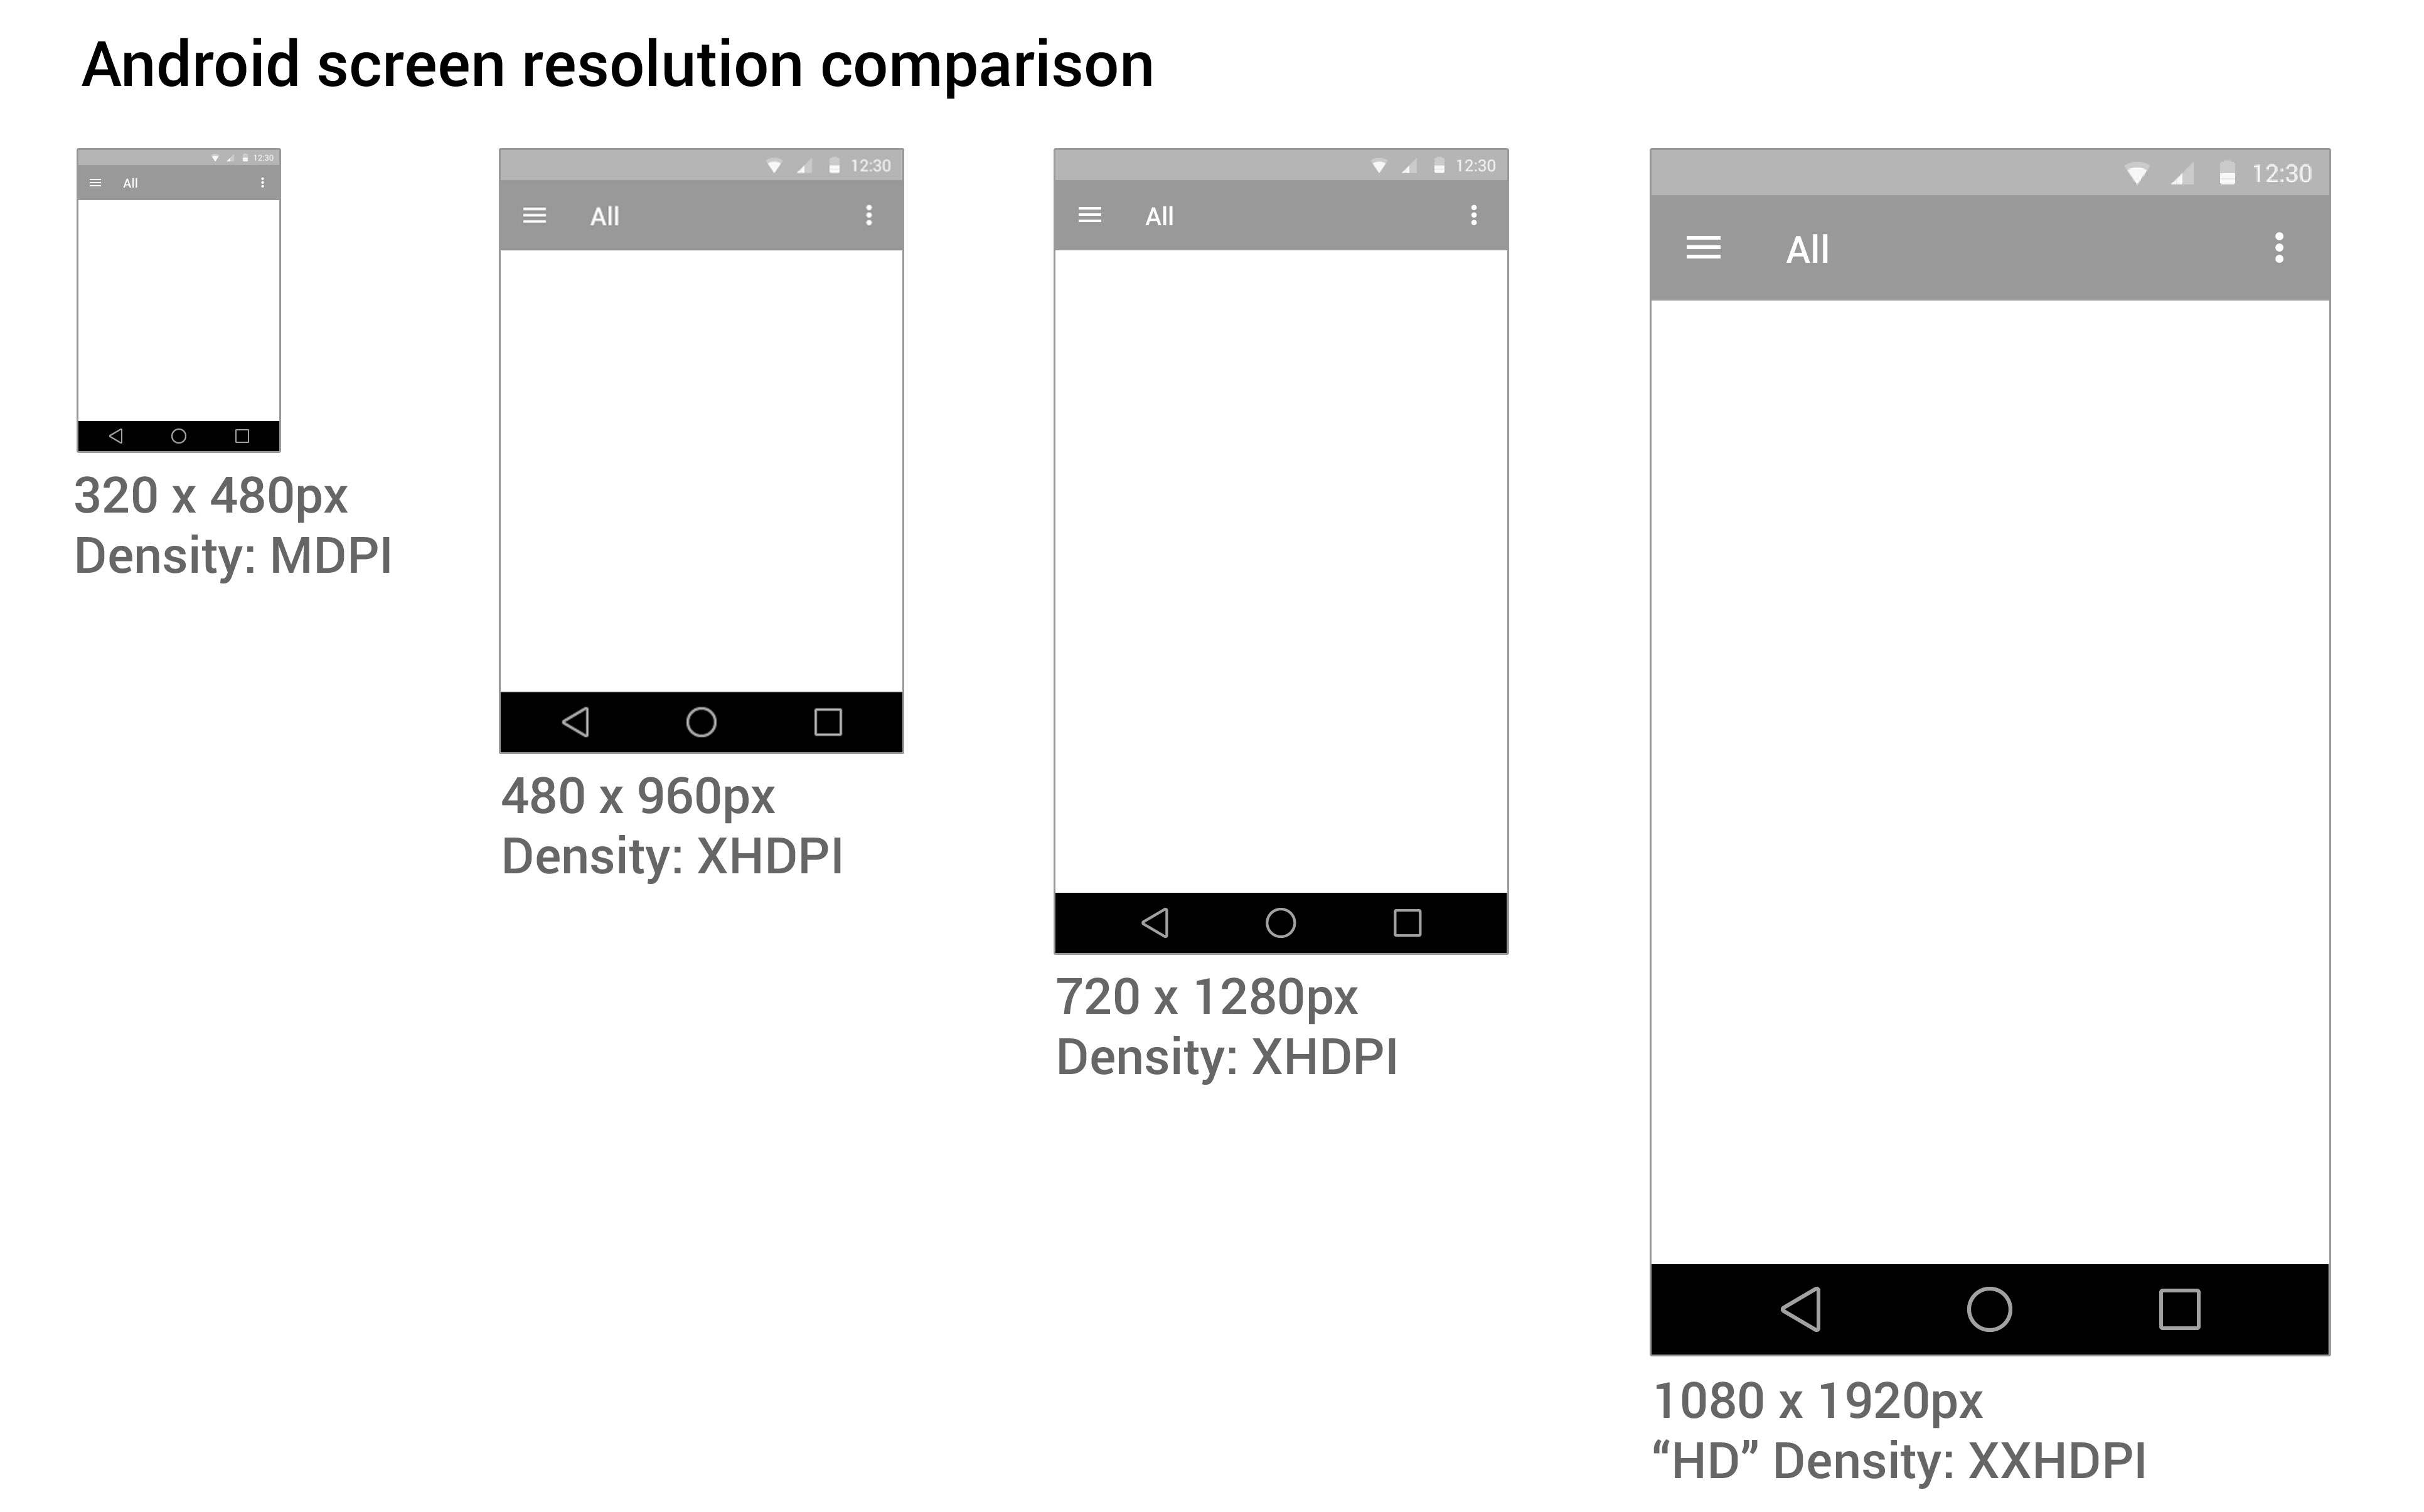 Android screen resolution comparison
12:30
All
320 x 480px
Density: MDPI
12:30
All
480 x 960px
Density: XHDPI
12:30
All
720 x 1280px
Density: XHDPI
12:30
All
1080 x 1920px
“HD” Density: XXHDPI